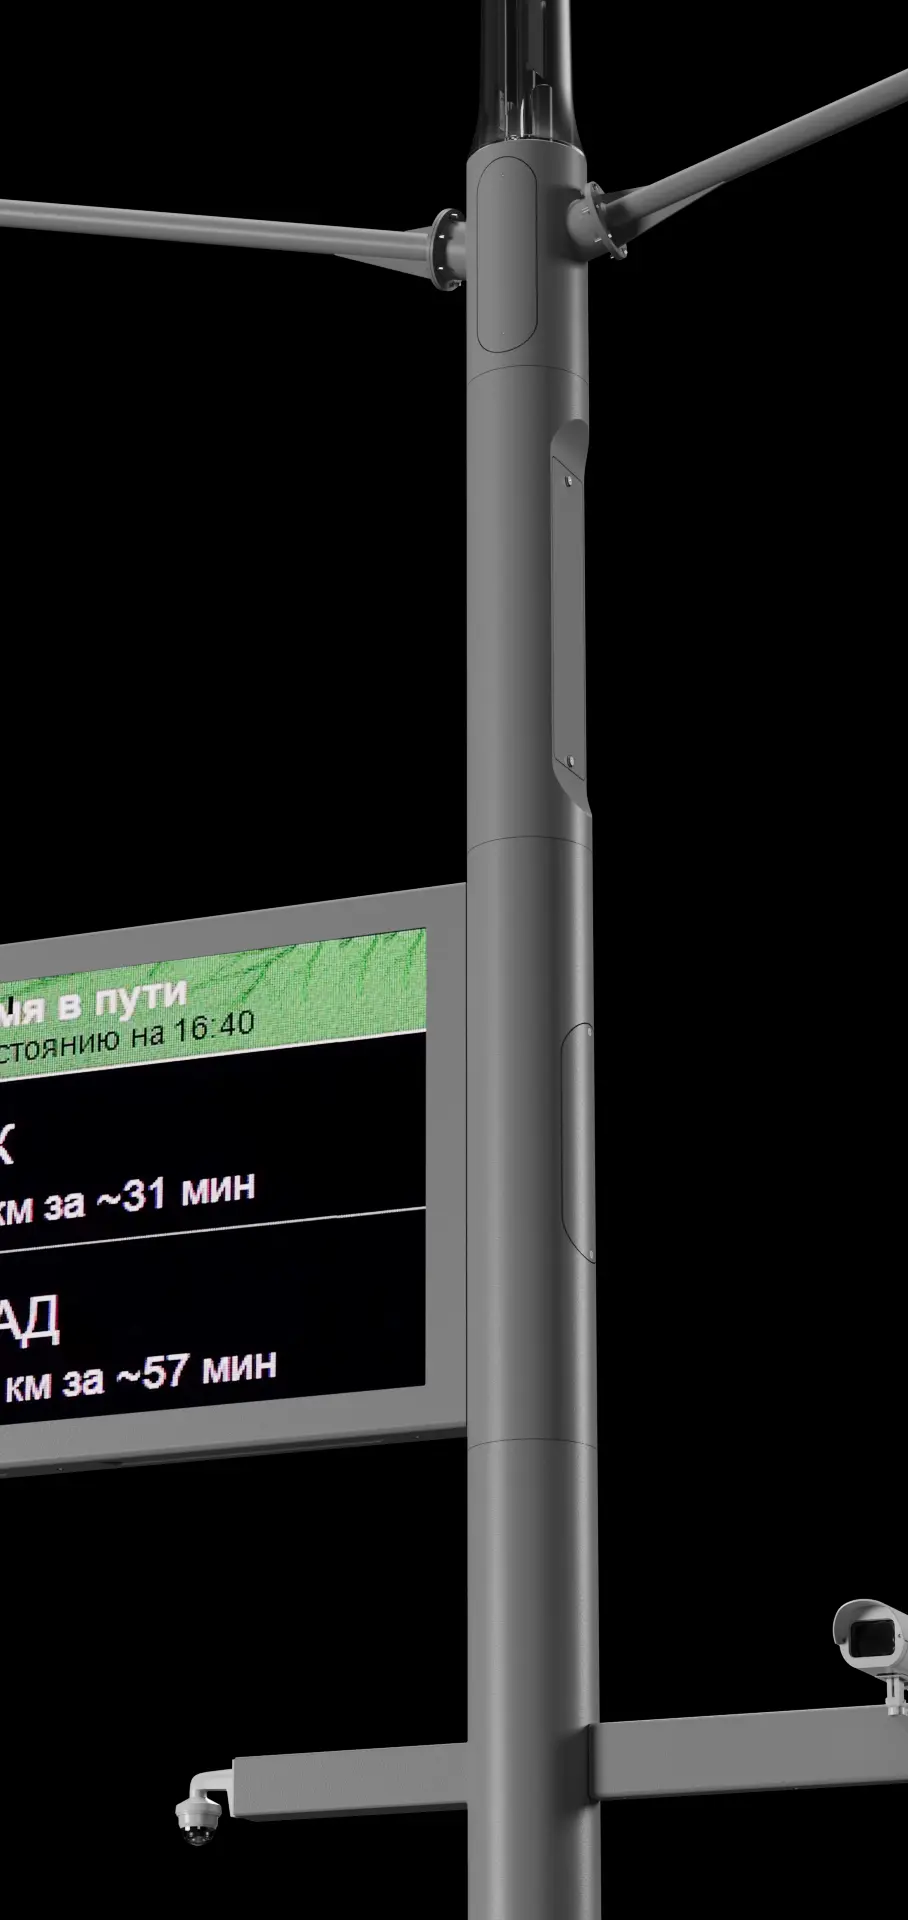 мя в пути
стоянию на 16:40
К
км за ~31 мин
АД
км за ~57 мин